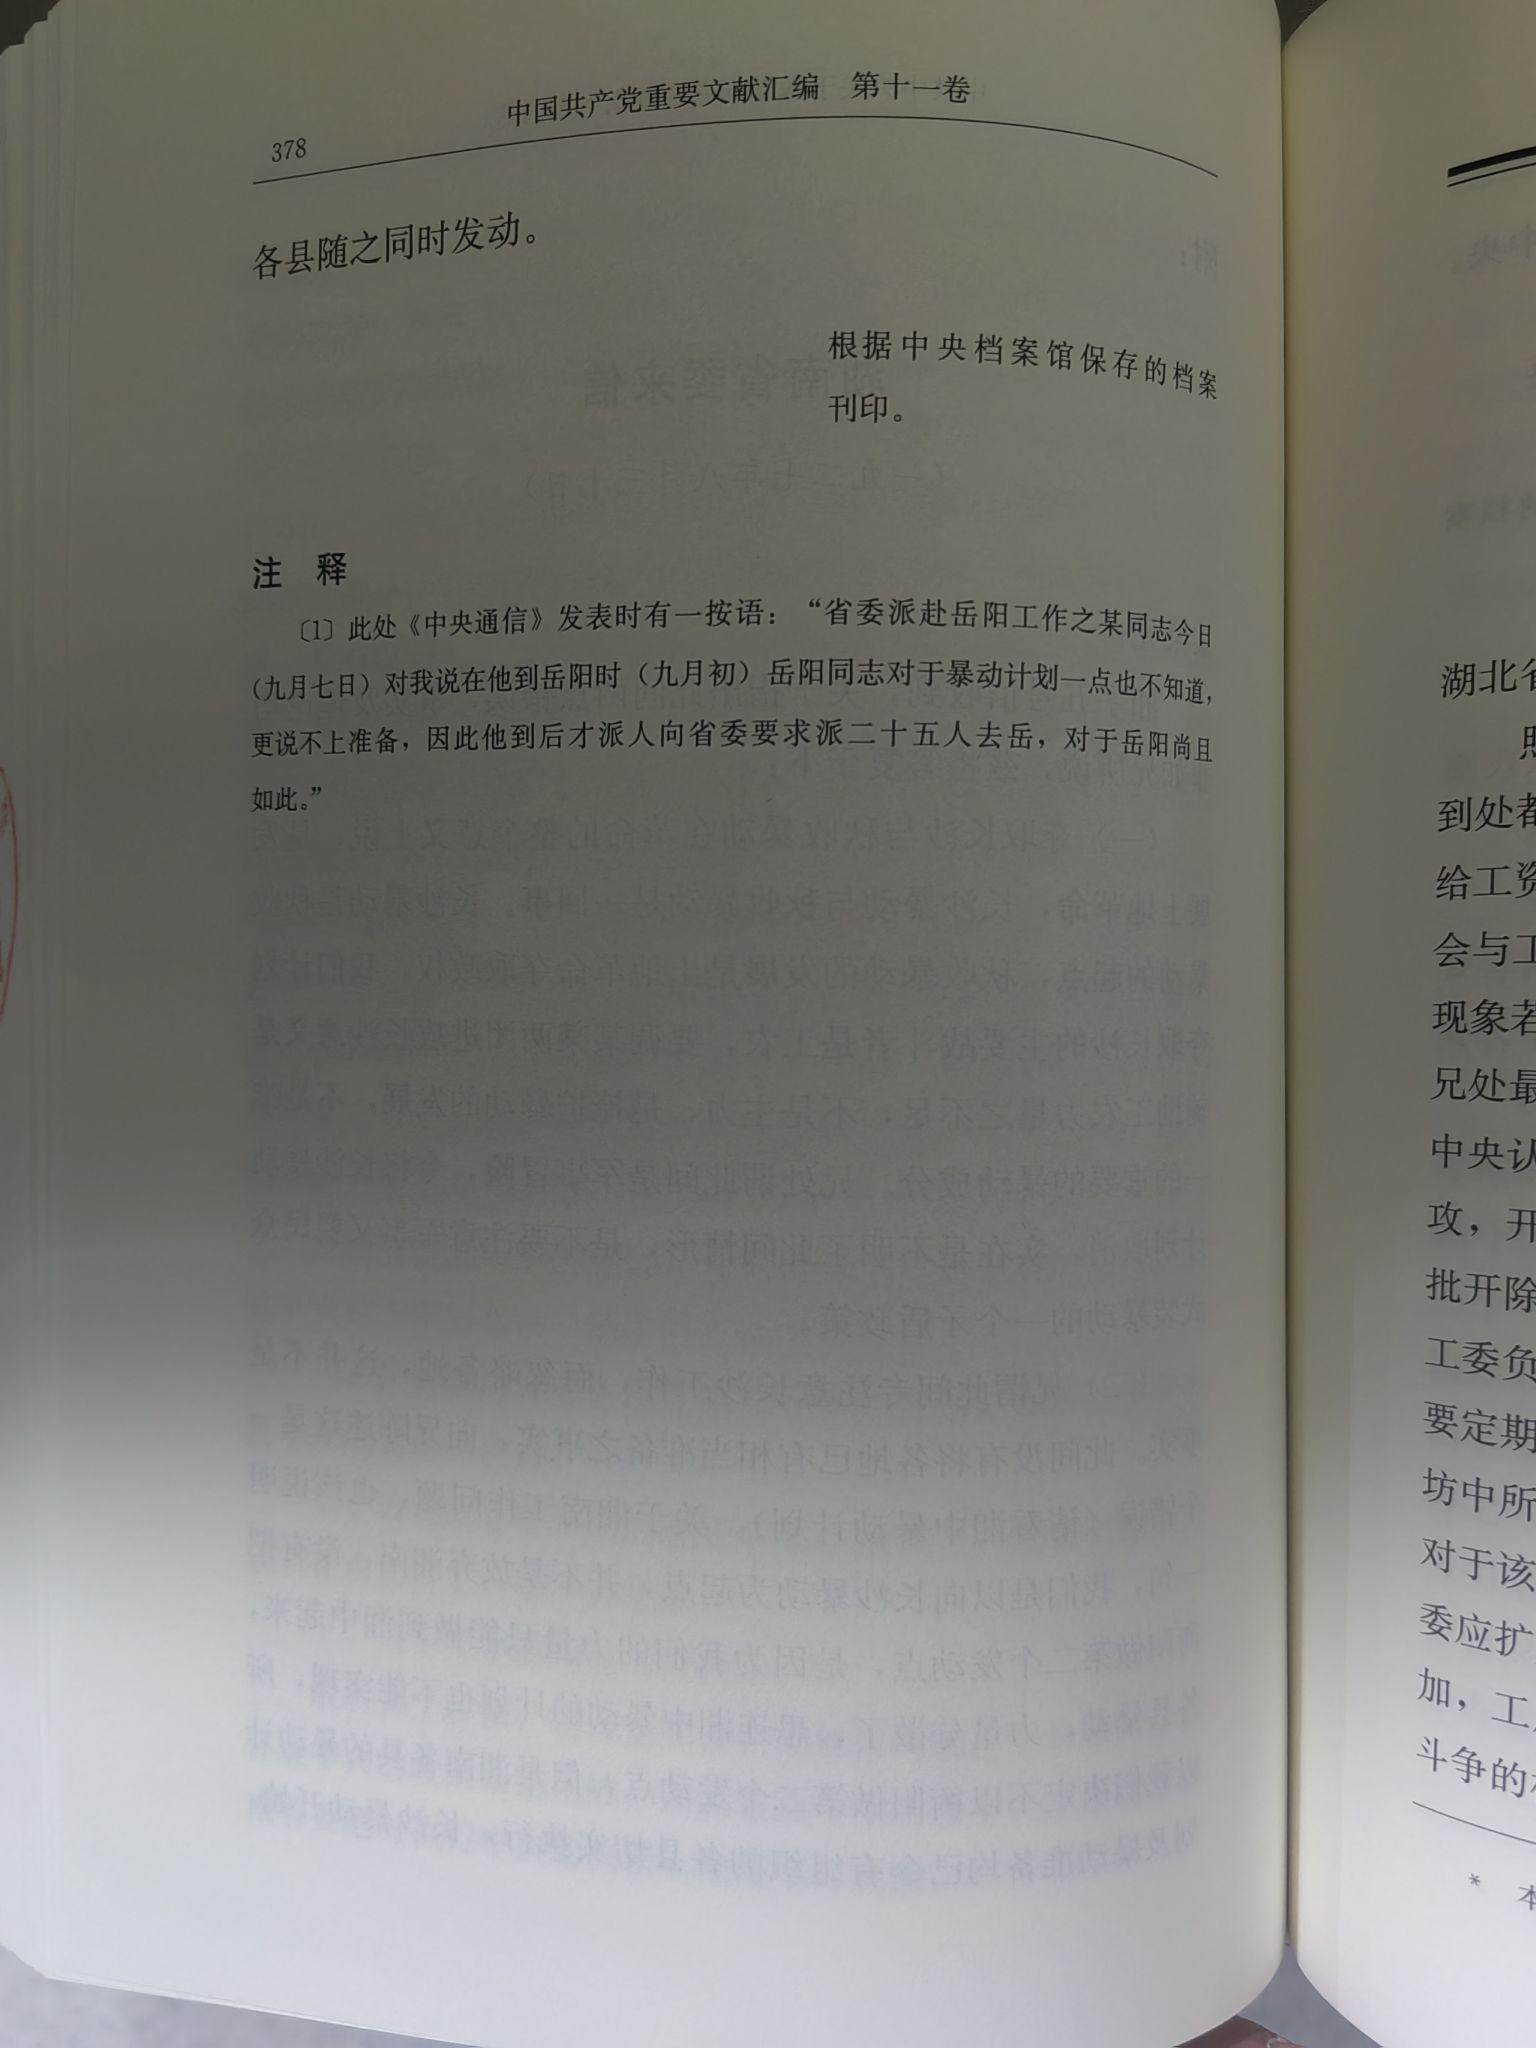 中国共产党重要文献汇编　第十一卷
378
各县随之同时发动。
根据中央档案馆保存的档案
刊印。
注　释
〔1〕此处《中央通信》发表时有一按语：“省委派赴岳阳工作之某同志今日
（九月七日）对我说在他到岳阳时（九月初）岳阳同志对于暴动计划一点也不知道，
更说不上准备，因此他到后才派人向省委要求派二十五人去岳，对于岳阳尚且
如此。”
湖北省
照
到处都
给工资
会与工
现象若
兄处最
中央认
攻，开
批开除
工委负
要定期
坊中所
对于该
委应扩
加，工
斗争的
* 本